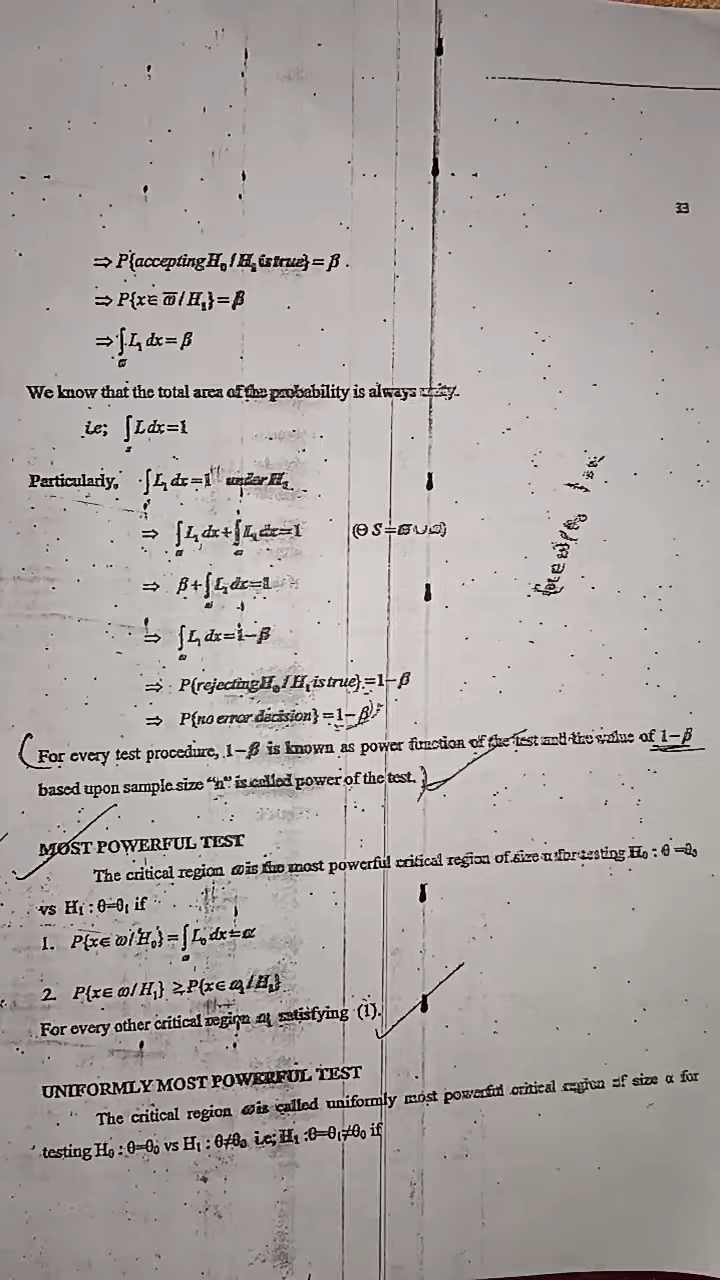 33
⇒ P{accepting H₀ / H₁ is true} = β .
⇒ P{x ∈ ω̅ / H₁} = β
⇒ ∫ L₁ dx = β
ω̅
We know that the total area of the probability is always unity.
i.e; ∫ L dx = 1
s
Particularly, ∫ L₁ dx = 1 under H₁
⇒ ∫ L₁ dx + ∫ L₁ dx = 1 (Θ S = ω̅ ∪ ω)
⇒ β + ∫ L₁ dx = 1
⇒ ∫ L₁ dx = 1 – β
ω
⇒ P{rejecting H₀ / H₁ is true} = 1 – β
⇒ P{no error decision} = 1 – β
For every test procedure, 1 – β is known as power function of the test and the value of 1 – β
based upon sample size "n" is called power of the test.
MOST POWERFUL TEST
The critical region ω is the most powerful critical region of size α for testing H₀ : θ = θ₀
vs H₁ : θ=θ₁ if
1. P{x ∈ ω / H₀} = ∫ L₀ dx = α
ω
2. P{x ∈ ω / H₁} ≥ P{x ∈ ω₁ / H₁}
For every other critical region ω₁ satisfying (1).
UNIFORMLY MOST POWERFUL TEST
The critical region ω is called uniformly most powerful critical region of size α for
testing H₀ : θ=θ₀ vs H₁ : θ≠θ₀ i.e; H₁ :θ=θ₁≠θ₀ if